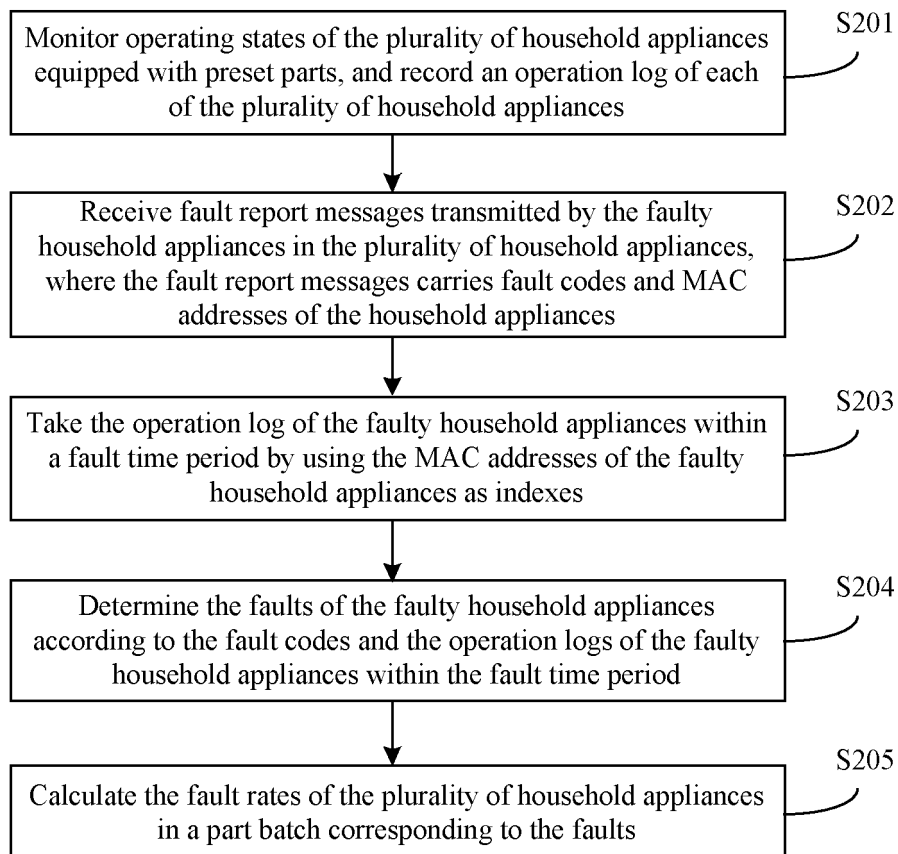 S201
Monitor operating states of the plurality of household appliances
equipped with preset parts, and record an operation log of each
of the plurality of household appliances
S202
Receive fault report messages transmitted by the faulty
household appliances in the plurality of household appliances,
where the fault report messages carries fault codes and MAC
addresses of the household appliances
S203
Take the operation log of the faulty household appliances within
a fault time period by using the MAC addresses of the faulty
household appliances as indexes
S204
Determine the faults of the faulty household appliances
according to the fault codes and the operation logs of the faulty
household appliances within the fault time period
S205
Calculate the fault rates of the plurality of household appliances
in a part batch corresponding to the faults